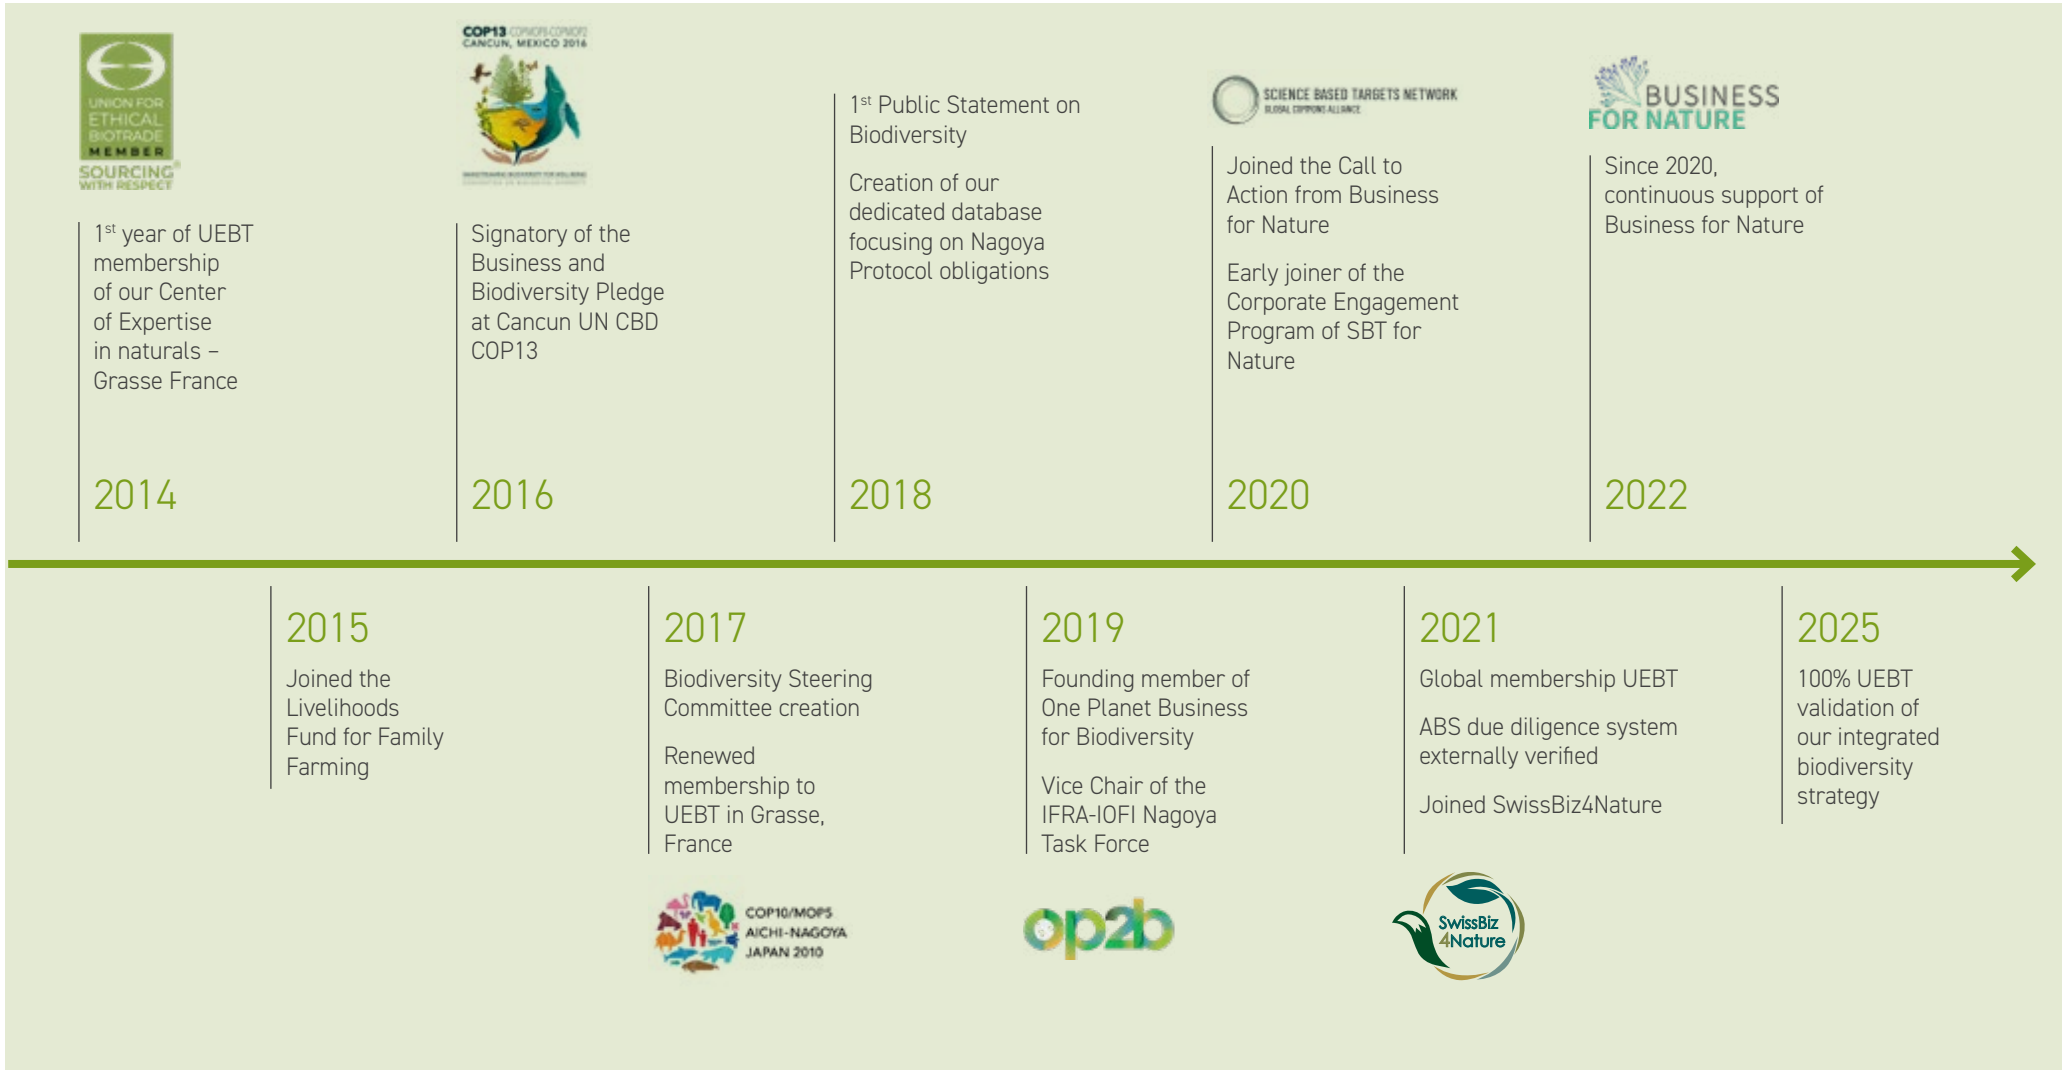 UNION FOR
ETHICAL
BIOTRADE
MEMBER
SOURCING
WITH RESPECT
1st year of UEBT
membership
of our Center
of Expertise
in naturals –
Grasse France
2014
COP13 COPMOP8 COPMOP2
CANCUN, MEXICO 2016
Signatory of the
Business and
Biodiversity Pledge
at Cancun UN CBD
COP13
2016
1st Public Statement on
Biodiversity
Creation of our
dedicated database
focusing on Nagoya
Protocol obligations
2018
SCIENCE BASED TARGETS NETWORK
GLOBAL COMMONS ALLIANCE
Joined the Call to
Action from Business
for Nature
Early joiner of the
Corporate Engagement
Program of SBT for
Nature
2020
BUSINESS
FOR NATURE
Since 2020,
continuous support of
Business for Nature
2022
2015
Joined the
Livelihoods
Fund for Family
Farming
2017
Biodiversity Steering
Committee creation
Renewed
membership to
UEBT in Grasse,
France
COP10/MOP5
AICHI-NAGOYA
JAPAN 2010
2019
Founding member of
One Planet Business
for Biodiversity
Vice Chair of the
IFRA-IOFI Nagoya
Task Force
op2b
2021
Global membership UEBT
ABS due diligence system
externally verified
Joined SwissBiz4Nature
SwissBiz
4Nature
2025
100% UEBT
validation of
our integrated
biodiversity
strategy